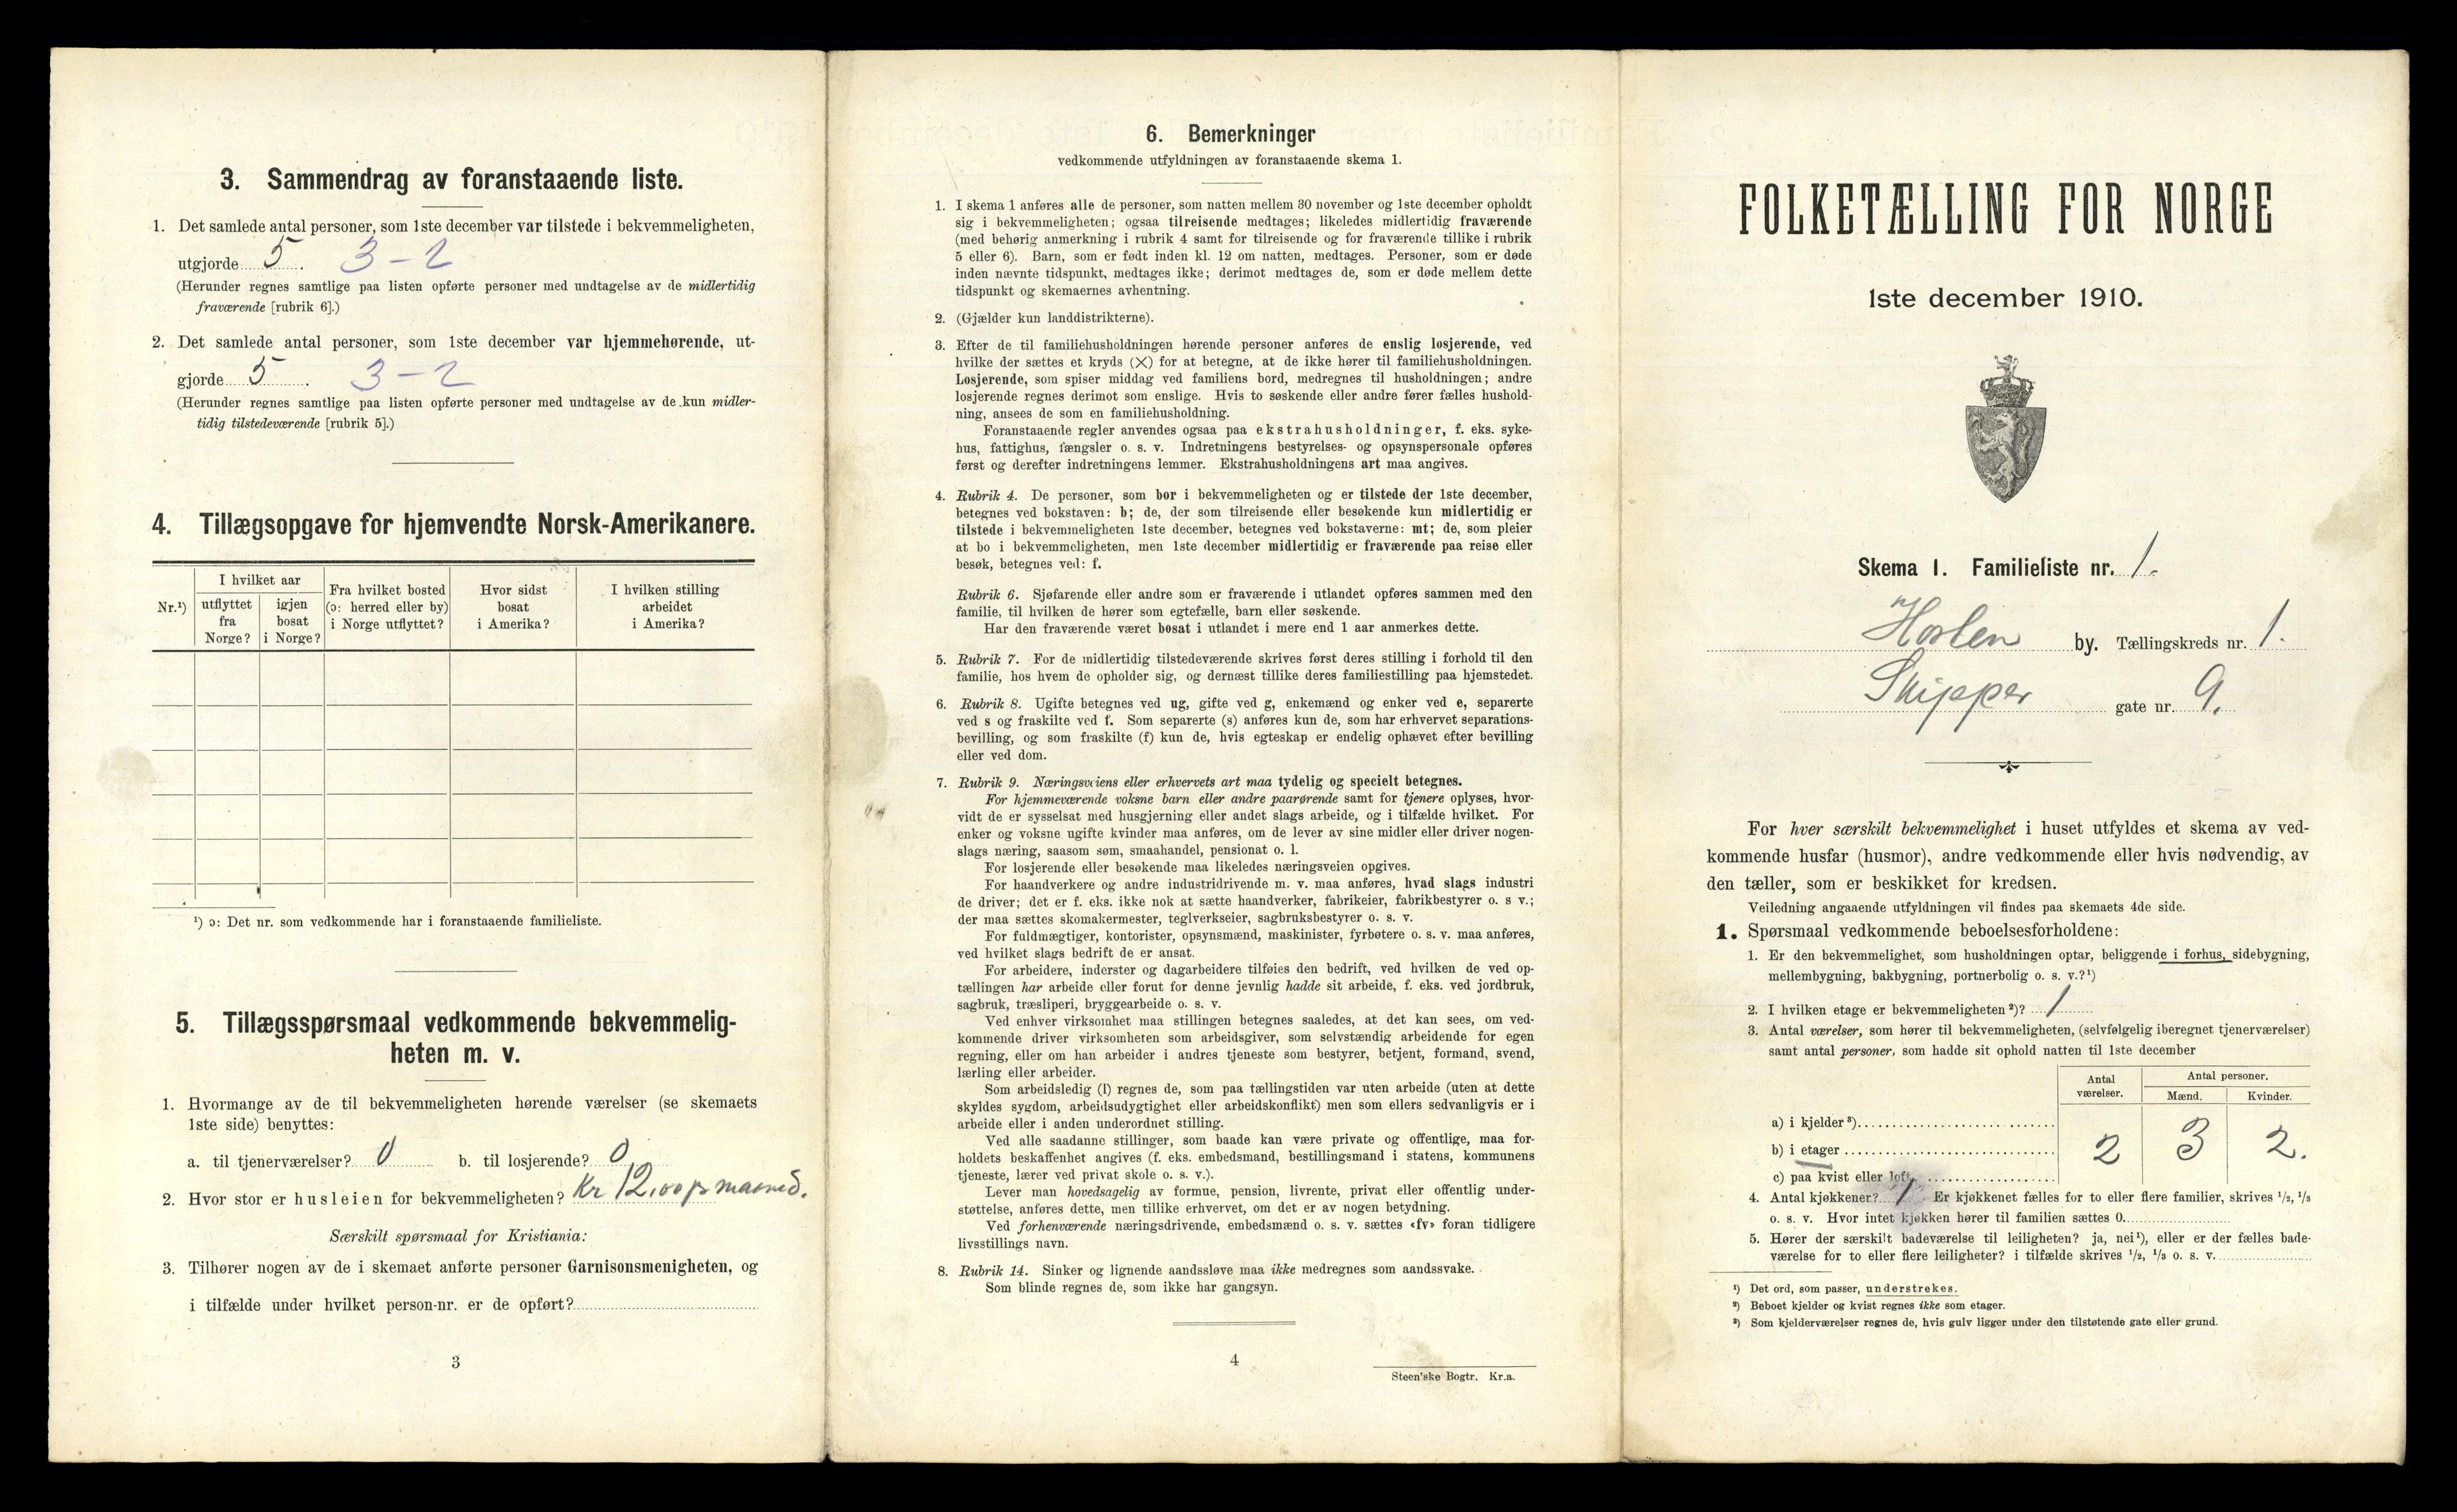 3. Sammendrag av foranstaaende liste.
1. Det samlede antal personer, som 1ste december var tilstede i bekvemmeligheten,
utgjorde 5. 3 - 2
(Herunder regnes samtlige paa listen opførte personer med undtagelse av de midlertidig
fraværende [rubrik 6].)
2. Det samlede antal personer, som 1ste december var hjemmehørende, ut-
gjorde 5. 3 - 2
(Herunder regnes samtlige paa listen opførte personer med undtagelse av de kun midler-
tidig tilstedeværende [rubrik 5].)
4. Tillægsopgave for hjemvendte Norsk-Amerikanere.
Nr.¹)
I hvilket aar
utflyttet fra Norge?
igjen bosat i Norge?
Fra hvilket bosted (ɔ: herred eller by) i Norge utflyttet?
Hvor sidst bosat i Amerika?
I hvilken stilling arbeidet i Amerika?
¹) ɔ: Det nr. som vedkommende har i foranstaaende familieliste.
5. Tillægsspørsmaal vedkommende bekvemmelig-
heten m. v.
1. Hvormange av de til bekvemmeligheten hørende værelser (se skemaets
1ste side) benyttes:
a. til tjenerværelser? 0 b. til losjerende? 0
2. Hvor stor er husleien for bekvemmeligheten? Kr 12,00 pr maaned.
Særskilt spørsmaal for Kristiania:
3. Tilhører nogen av de i skemaet anførte personer Garnisonsmenigheten, og
i tilfælde under hvilket person-nr. er de opført?
3
6. Bemerkninger
vedkommende utfyldningen av foranstaaende skema 1.
1. I skema 1 anføres alle de personer, som natten mellem 30 november og 1ste december opholdt
sig i bekvemmeligheten; ogsaa tilreisende medtages; likeledes midlertidig fraværende
(med behørig anmerkning i rubrik 4 samt for tilreisende og for fraværende tillike i rubrik
5 eller 6). Barn, som er født inden kl. 12 om natten, medtages. Personer, som er døde
inden nævnte tidspunkt, medtages ikke; derimot medtages de, som er døde mellem dette
tidspunkt og skemaernes avhentning.
2. (Gjælder kun landdistrikterne).
3. Efter de til familiehusholdningen hørende personer anføres de enslig losjerende, ved
hvilke der sættes et kryds (×) for at betegne, at de ikke hører til familiehusholdningen.
Losjerende, som spiser middag ved familiens bord, medregnes til husholdningen; andre
losjerende regnes derimot som enslige. Hvis to søskende eller andre fører fælles hushold-
ning, ansees de som en familiehusholdning.
Foranstaaende regler anvendes ogsaa paa ekstrahusholdninger, f. eks. syke-
hus, fattighus, fængsler o. s. v. Indretningens bestyrelses- og opsynspersonale opføres
først og derefter indretningens lemmer. Ekstrahusholdningens art maa angives.
4. Rubrik 4. De personer, som bor i bekvemmeligheten og er tilstede der 1ste december,
betegnes ved bokstaven: b; de, der som tilreisende eller besøkende kun midlertidig er
tilstede i bekvemmeligheten 1ste december, betegnes ved bokstaverne: mt; de, som pleier
at bo i bekvemmeligheten, men 1ste december midlertidig er fraværende paa reise eller
besøk, betegnes ved: f.
Rubrik 6. Sjøfarende eller andre som er fraværende i utlandet opføres sammen med den
familie, til hvilken de hører som egtefælle, barn eller søskende.
Har den fraværende været bosat i utlandet i mere end 1 aar anmerkes dette.
5. Rubrik 7. For de midlertidig tilstedeværende skrives først deres stilling i forhold til den
familie, hos hvem de opholder sig, og dernæst tillike deres familiestilling paa hjemstedet.
6. Rubrik 8. Ugifte betegnes ved ug, gifte ved g, enkemænd og enker ved e, separerte
ved s og fraskilte ved f. Som separerte (s) anføres kun de, som har erhvervet separations-
bevilling, og som fraskilte (f) kun de, hvis egteskap er endelig ophævet efter bevilling
eller ved dom.
7. Rubrik 9. Næringsveiens eller erhvervets art maa tydelig og specielt betegnes.
For hjemmeværende voksne barn eller andre paarørende samt for tjenere oplyses, hvor-
vidt de er sysselsat med husgjerning eller andet slags arbeide, og i tilfælde hvilket. For
enker og voksne ugifte kvinder maa anføres, om de lever av sine midler eller driver nogen-
slags næring, saasom søm, smaahandel, pensionat o. l.
For losjerende eller besøkende maa likeledes næringsveien opgives.
For haandverkere og andre industridrivende m. v. maa anføres, hvad slags industri
de driver; det er f. eks. ikke nok at sætte haandverker, fabrikeier, fabrikbestyrer o. s v.;
der maa sættes skomakermester, teglverkseier, sagbruksbestyrer o. s. v.
For fuldmægtiger, kontorister, opsynsmænd, maskinister, fyrbøtere o. s. v. maa anføres,
ved hvilket slags bedrift de er ansat.
For arbeidere, inderster og dagarbeidere tilføies den bedrift, ved hvilken de ved op-
tællingen har arbeide eller forut for denne jevnlig hadde sit arbeide, f. eks. ved jordbruk,
sagbruk, træsliperi, bryggearbeide o. s. v.
Ved enhver virksomhet maa stillingen betegnes saaledes, at det kan sees, om ved-
kommende driver virksomheten som arbeidsgiver, som selvstændig arbeidende for egen
regning, eller om han arbeider i andres tjeneste som bestyrer, betjent, formand, svend,
lærling eller arbeider.
Som arbeidsledig (l) regnes de, som paa tællingstiden var uten arbeide (uten at dette
skyldes sygdom, arbeidsudygtighet eller arbeidskonflikt) men som ellers sedvanligvis er i
arbeide eller i anden underordnet stilling.
Ved alle saadanne stillinger, som baade kan være private og offentlige, maa for-
holdets beskaffenhet angives (f. eks. embedsmand, bestillingsmand i statens, kommunens
tjeneste, lærer ved privat skole o. s. v.).
Lever man hovedsagelig av formue, pension, livrente, privat eller offentlig under-
støttelse, anføres dette, men tillike erhvervet, om det er av nogen betydning.
Ved forhenværende næringsdrivende, embedsmænd o. s. v. sættes «fv» foran tidligere
livsstillings navn.
8. Rubrik 14. Sinker og lignende aandssløve maa ikke medregnes som aandssvake.
Som blinde regnes de, som ikke har gangsyn.
4
Steen'ske Bogtr. Kr.a.
FOLKETÆLLING FOR NORGE
1ste december 1910.
Skema 1. Familieliste nr. 1.
Horten by. Tællingskreds nr. 1.
Skipper gate nr. 9.
For hver særskilt bekvemmelighet i huset utfyldes et skema av ved-
kommende husfar (husmor), andre vedkommende eller hvis nødvendig, av
den tæller, som er beskikket for kredsen.
Veiledning angaaende utfyldningen vil findes paa skemaets 4de side.
1. Spørsmaal vedkommende beboelsesforholdene:
1. Er den bekvemmelighet, som husholdningen optar, beliggende i forhus, sidebygning,
mellembygning, bakbygning, portnerbolig o. s. v.?¹)
2. I hvilken etage er bekvemmeligheten²)? 1
3. Antal værelser, som hører til bekvemmeligheten, (selvfølgelig iberegnet tjenerværelser)
samt antal personer, som hadde sit ophold natten til 1ste december
Antal værelser. Antal personer.
Mænd. Kvinder.
a) i kjelder³)
b) i etager 2 3 2.
c) paa kvist eller loft
4. Antal kjøkkener? 1 Er kjøkkenet fælles for to eller flere familier, skrives 1/2, 1/3
o. s. v. Hvor intet kjøkken hører til familien sættes 0.
5. Hører der særskilt badeværelse til leiligheten? ja, nei¹), eller er der fælles bade-
værelse for to eller flere leiligheter? i tilfælde skrives 1/2, 1/3 o. s. v.
¹) Det ord, som passer, understrekes.
²) Beboet kjelder og kvist regnes ikke som etager.
³) Som kjelderværelser regnes de, hvis gulv ligger under den tilstøtende gate eller grund.